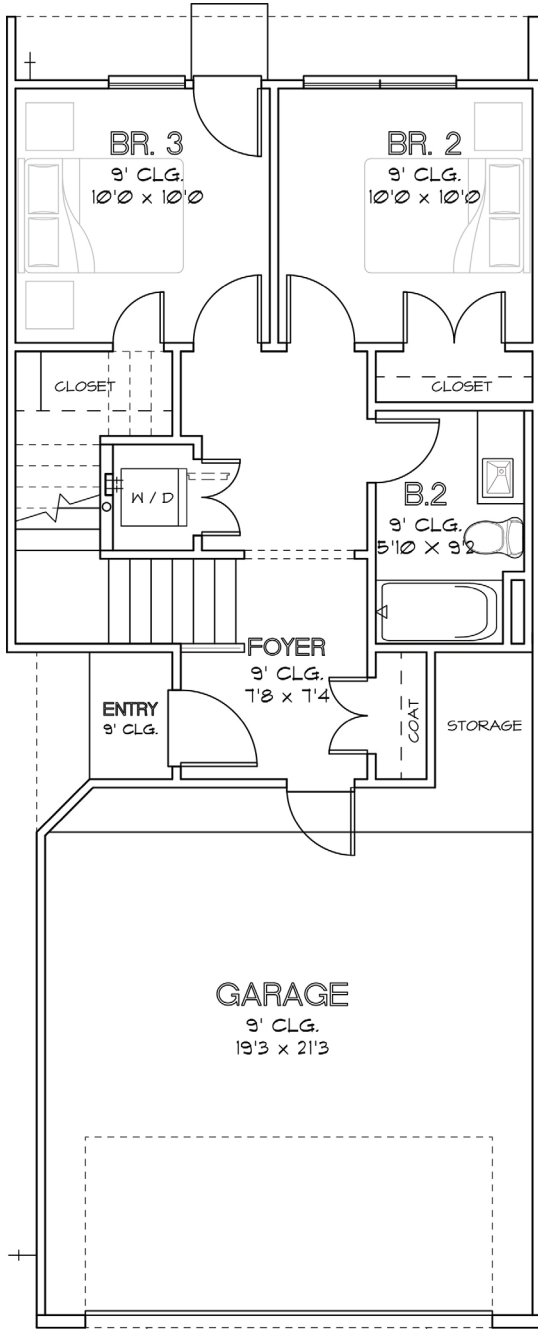 BR. 3
9' CLG.
10'0 x 10'0
BR. 2
9' CLG.
10'0 x 10'0
CLOSET
CLOSET
W / D
B.2
9' CLG.
5'10 x 9'2
FOYER
9' CLG.
7'8 x 7'4
ENTRY
9' CLG.
COAT
STORAGE
GARAGE
9' CLG.
19'3 x 21'3